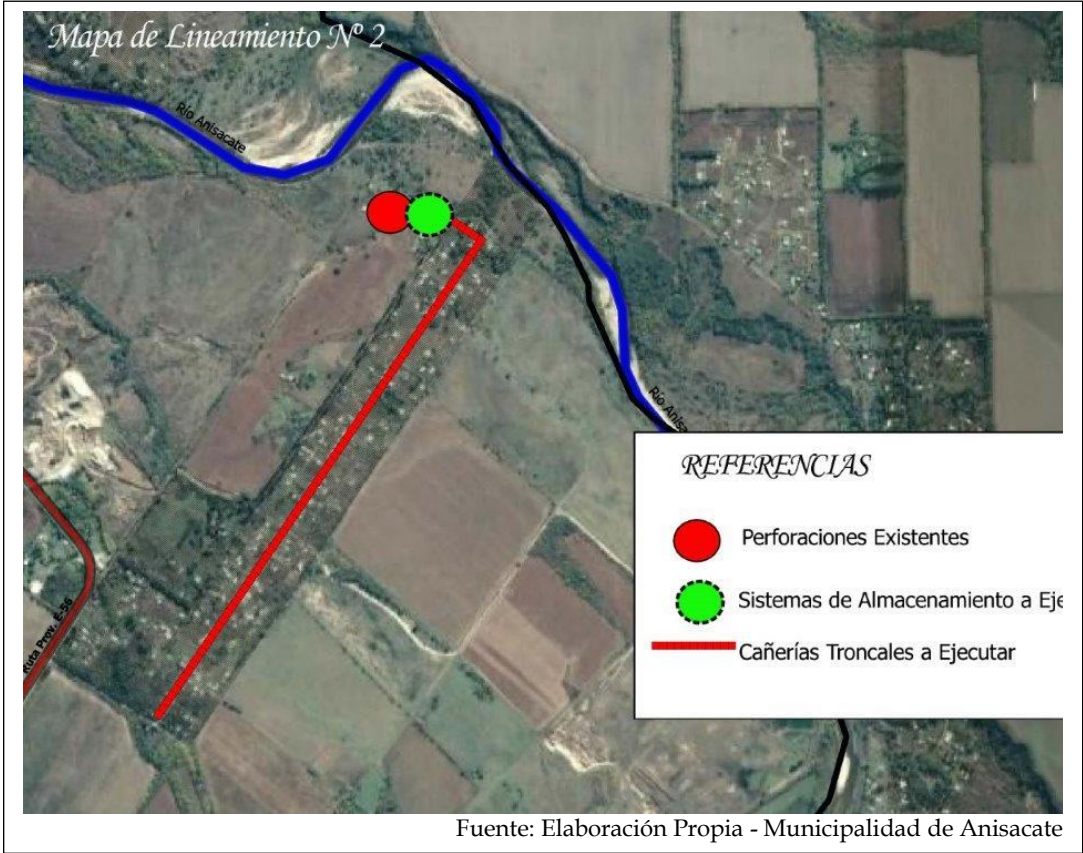 Mapa de Lineamiento Nº 2
Río Anisacate
Río Anisa
REFERENCIAS
Perforaciones Existentes
Sistemas de Almacenamiento a Eje
Cañerías Troncales a Ejecutar
Ruta Prov. E-56
Fuente: Elaboración Propia - Municipalidad de Anisacate